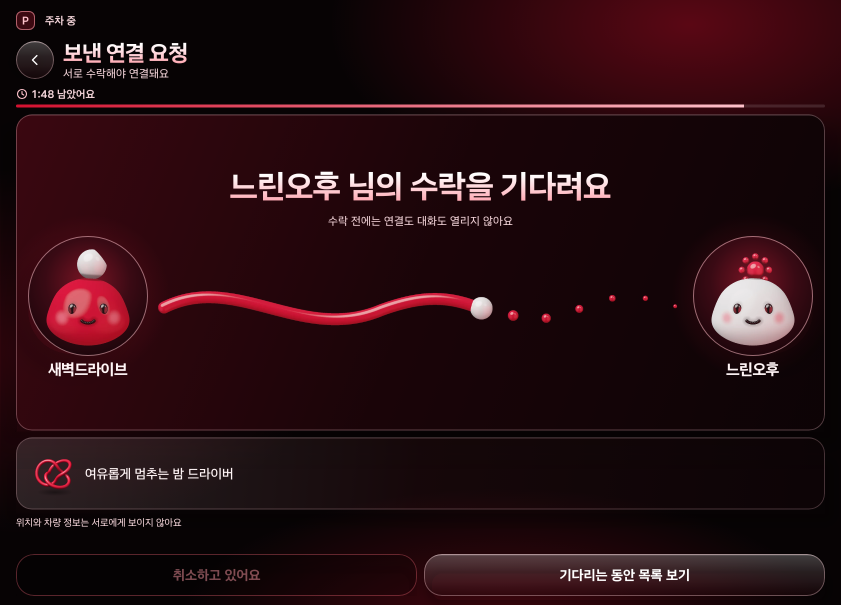 P 주차 중
보낸 연결 요청
서로 수락해야 연결돼요
1:48 남았어요
느린오후 님의 수락을 기다려요
수락 전에는 연결도 대화도 열리지 않아요
새벽드라이브
느린오후
여유롭게 멈추는 밤 드라이버
위치와 차량 정보는 서로에게 보이지 않아요
취소하고 있어요
기다리는 동안 목록 보기